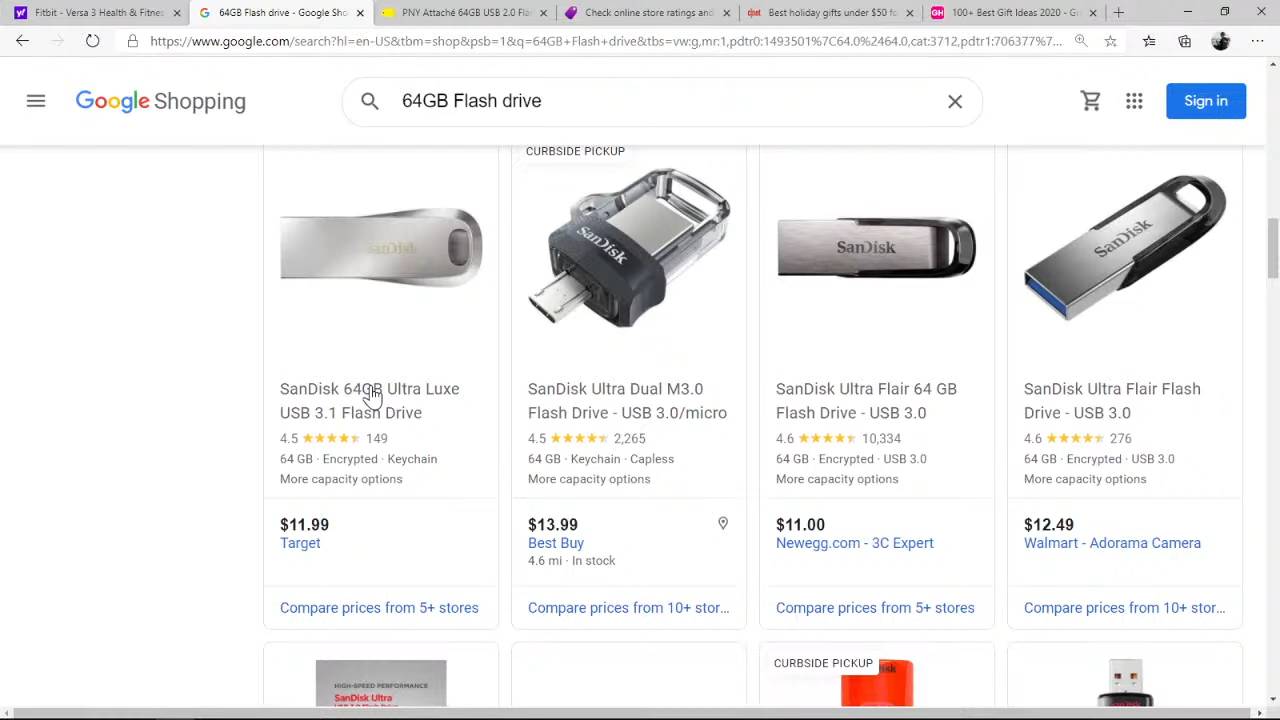 Fitbit - Versa 3 Health & Fitness
64GB Flash drive - Google Shop
PNY Attache 64GB USB 2.0 Fla
Check online store ratings and
Best holiday gifts under $50 f
100+ Best Gift Ideas 2020 - G
https://www.google.com/search?hl=en-US&tbm=shop&psb=1&q=64GB+Flash+drive&tbs=vw:g,mr:1,pdtr0:1493501%7C64.0%2464.0,cat:3712,pdtr1:706377%7...
Google Shopping
64GB Flash drive
Sign in
CURBSIDE PICKUP
SanDisk
SanDisk
SanDisk
SanDisk
SanDisk 64GB Ultra Luxe
USB 3.1 Flash Drive
4.5 149
64 GB · Encrypted · Keychain
More capacity options
$11.99
Target
Compare prices from 5+ stores
SanDisk Ultra Dual M3.0
Flash Drive - USB 3.0/micro
4.5 2,265
64 GB · Keychain · Capless
More capacity options
$13.99
Best Buy
4.6 mi · In stock
Compare prices from 10+ stor...
SanDisk Ultra Flair 64 GB
Flash Drive - USB 3.0
4.6 10,334
64 GB · Encrypted · USB 3.0
More capacity options
$11.00
Newegg.com - 3C Expert
Compare prices from 5+ stores
SanDisk Ultra Flair Flash
Drive - USB 3.0
4.6 276
64 GB · Encrypted · USB 3.0
More capacity options
$12.49
Walmart - Adorama Camera
Compare prices from 10+ stor...
HIGH-SPEED PERFORMANCE
SanDisk Ultra
CURBSIDE PICKUP